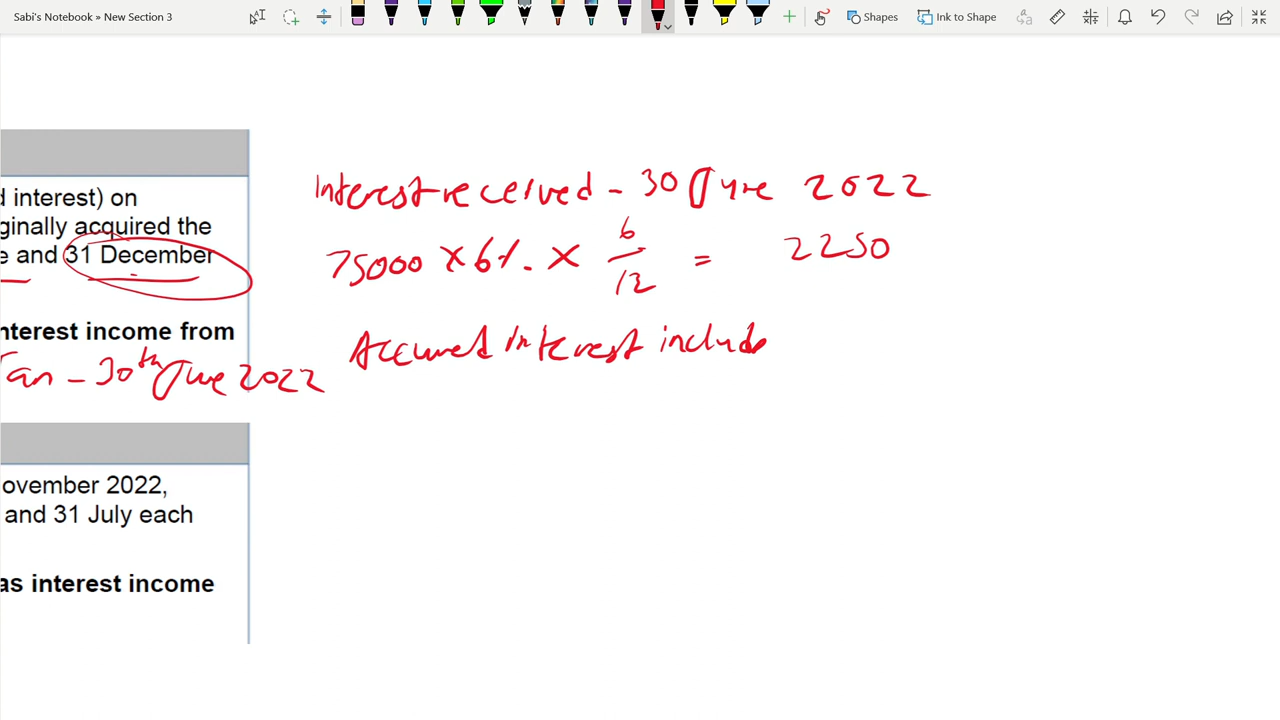 Sabi's Notebook » New Section 3
Shapes
Ink to Shape
d interest) on
ginally acquired the
e and 31 December
nterest income from
Jan - 30th June 2022
ovember 2022,
and 31 July each
as interest income
Interest received - 30 June 2022
75000 × 6% × 6/12 = 2250
Accured interest include